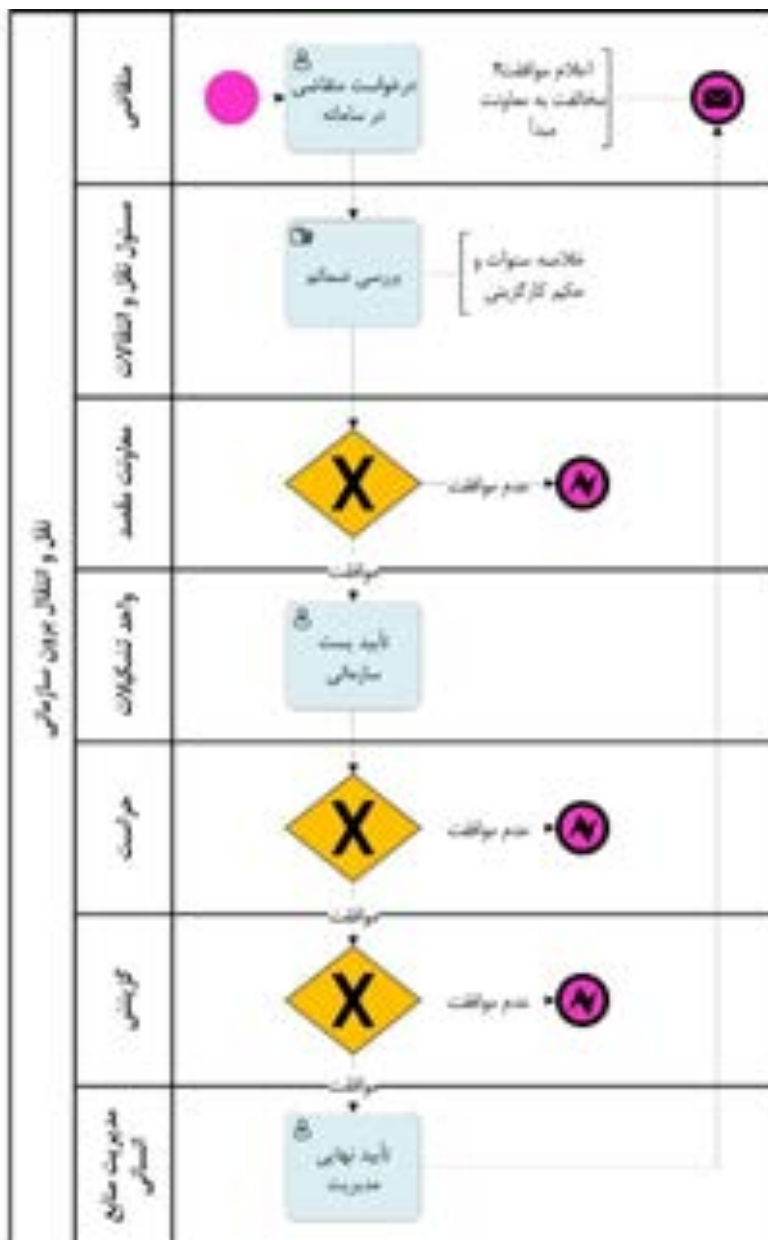 نقل و انتقال برون سازمانی
متقاضی
درخواست متقاضی
در سامانه
اعلام موافقت؟
مخالفت به معاونت
مبدأ
مسئول نقل و انتقالات
بررسی ضمائم
خلاصه سنوات و
حکم کارگزینی
معاونت مقصد
عدم موافقت
موافقت
واحد تشکیلات
تأیید پست
سازمانی
حراست
عدم موافقت
موافقت
گزینش
عدم موافقت
موافقت
مدیریت منابع
انسانی
تأیید نهایی
مدیریت